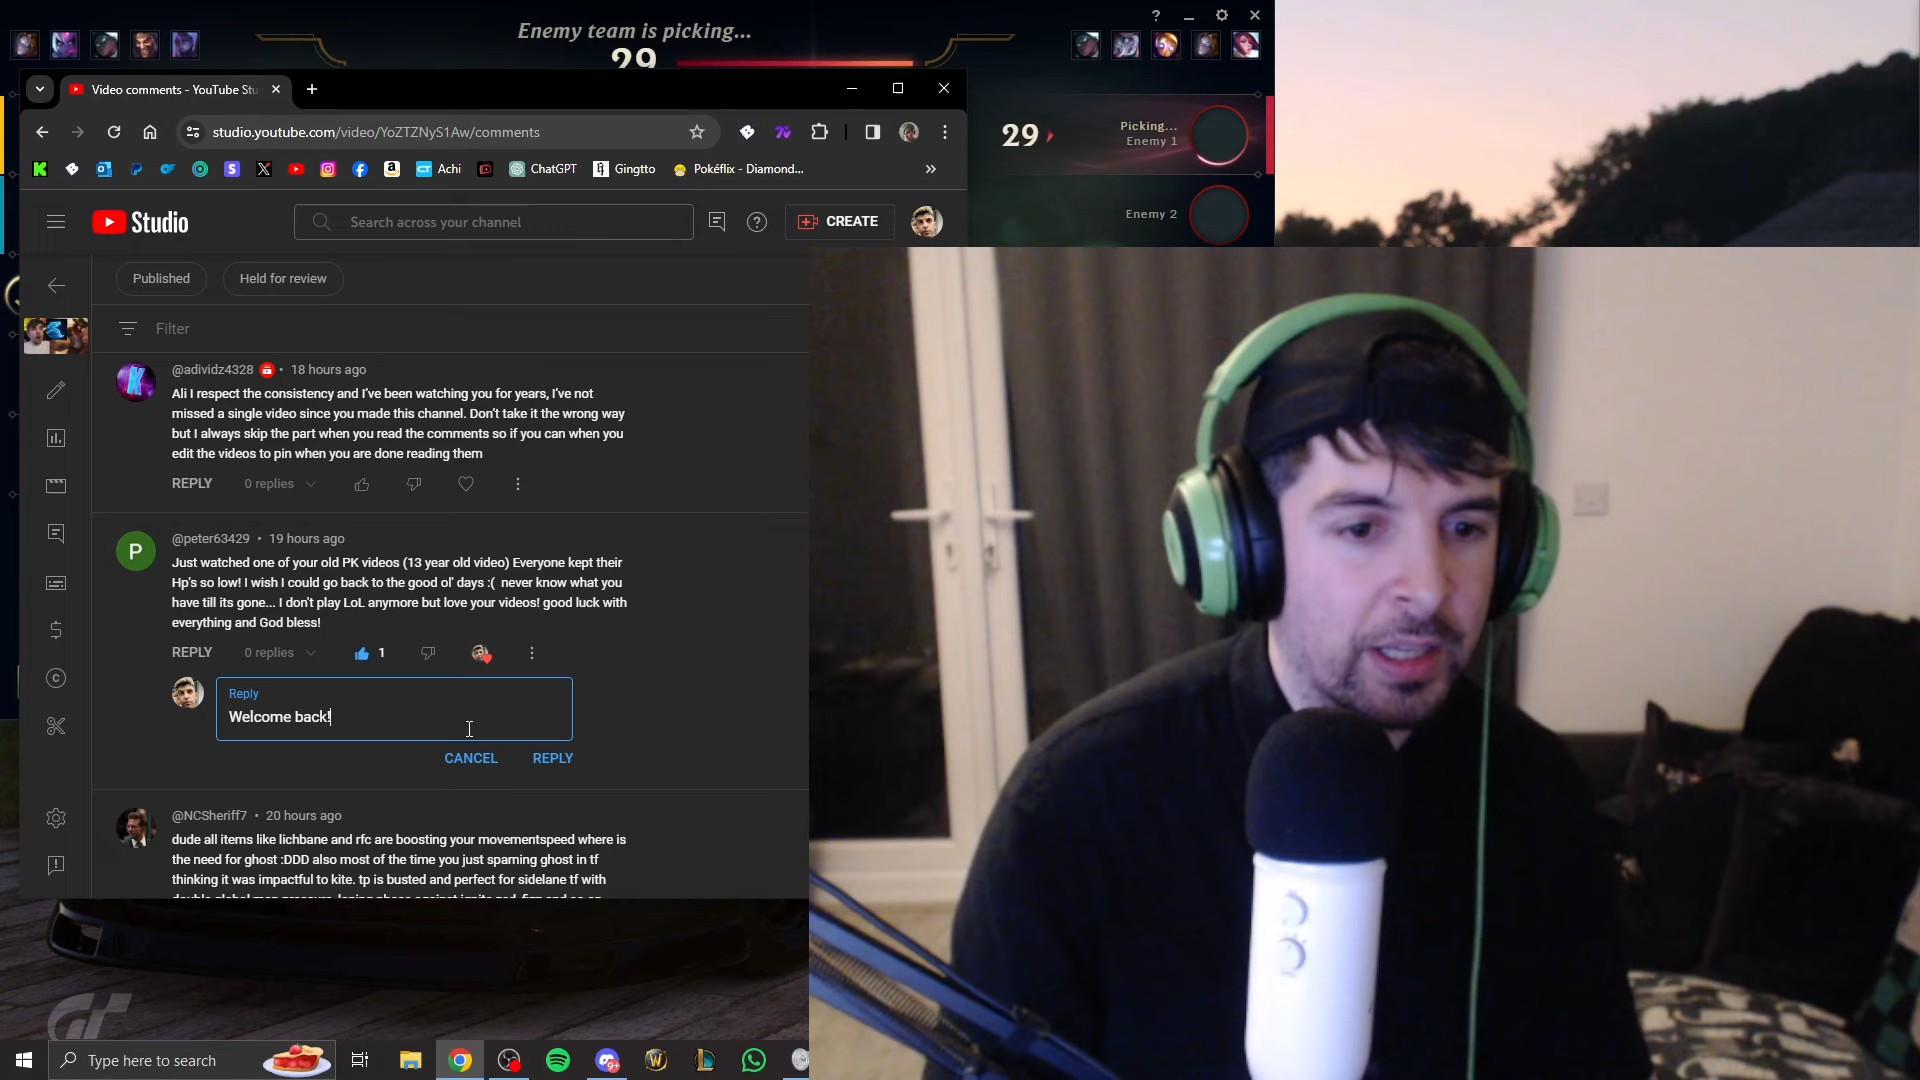 Enemy team is picking...
29
Video comments - YouTube Stu
studio.youtube.com/video/YoZTZNyS1Aw/comments
Achi
ChatGPT
Gingtto
Pokéflix - Diamond...
29
Picking...
Enemy 1
Enemy 2
Studio
Search across your channel
CREATE
Published
Held for review
Filter
@adividz4328 • 18 hours ago
Ali I respect the consistency and I've been watching you for years, I've not
missed a single video since you made this channel. Don't take it the wrong way
but I always skip the part when you read the comments so if you can when you
edit the videos to pin when you are done reading them
REPLY
0 replies
P
@peter63429 • 19 hours ago
Just watched one of your old PK videos (13 year old video) Everyone kept their
Hp's so low! I wish I could go back to the good ol' days :( never know what you
have till its gone... I don't play LoL anymore but love your videos! good luck with
everything and God bless!
REPLY
0 replies
1
Reply
Welcome back!
CANCEL
REPLY
@NCSheriff7 • 20 hours ago
dude all items like lichbane and rfc are boosting your movementspeed where is
the need for ghost :DDD also most of the time you just spaming ghost in tf
thinking it was impactful to kite. tp is busted and perfect for sidelane tf with
GT
Type here to search
9+